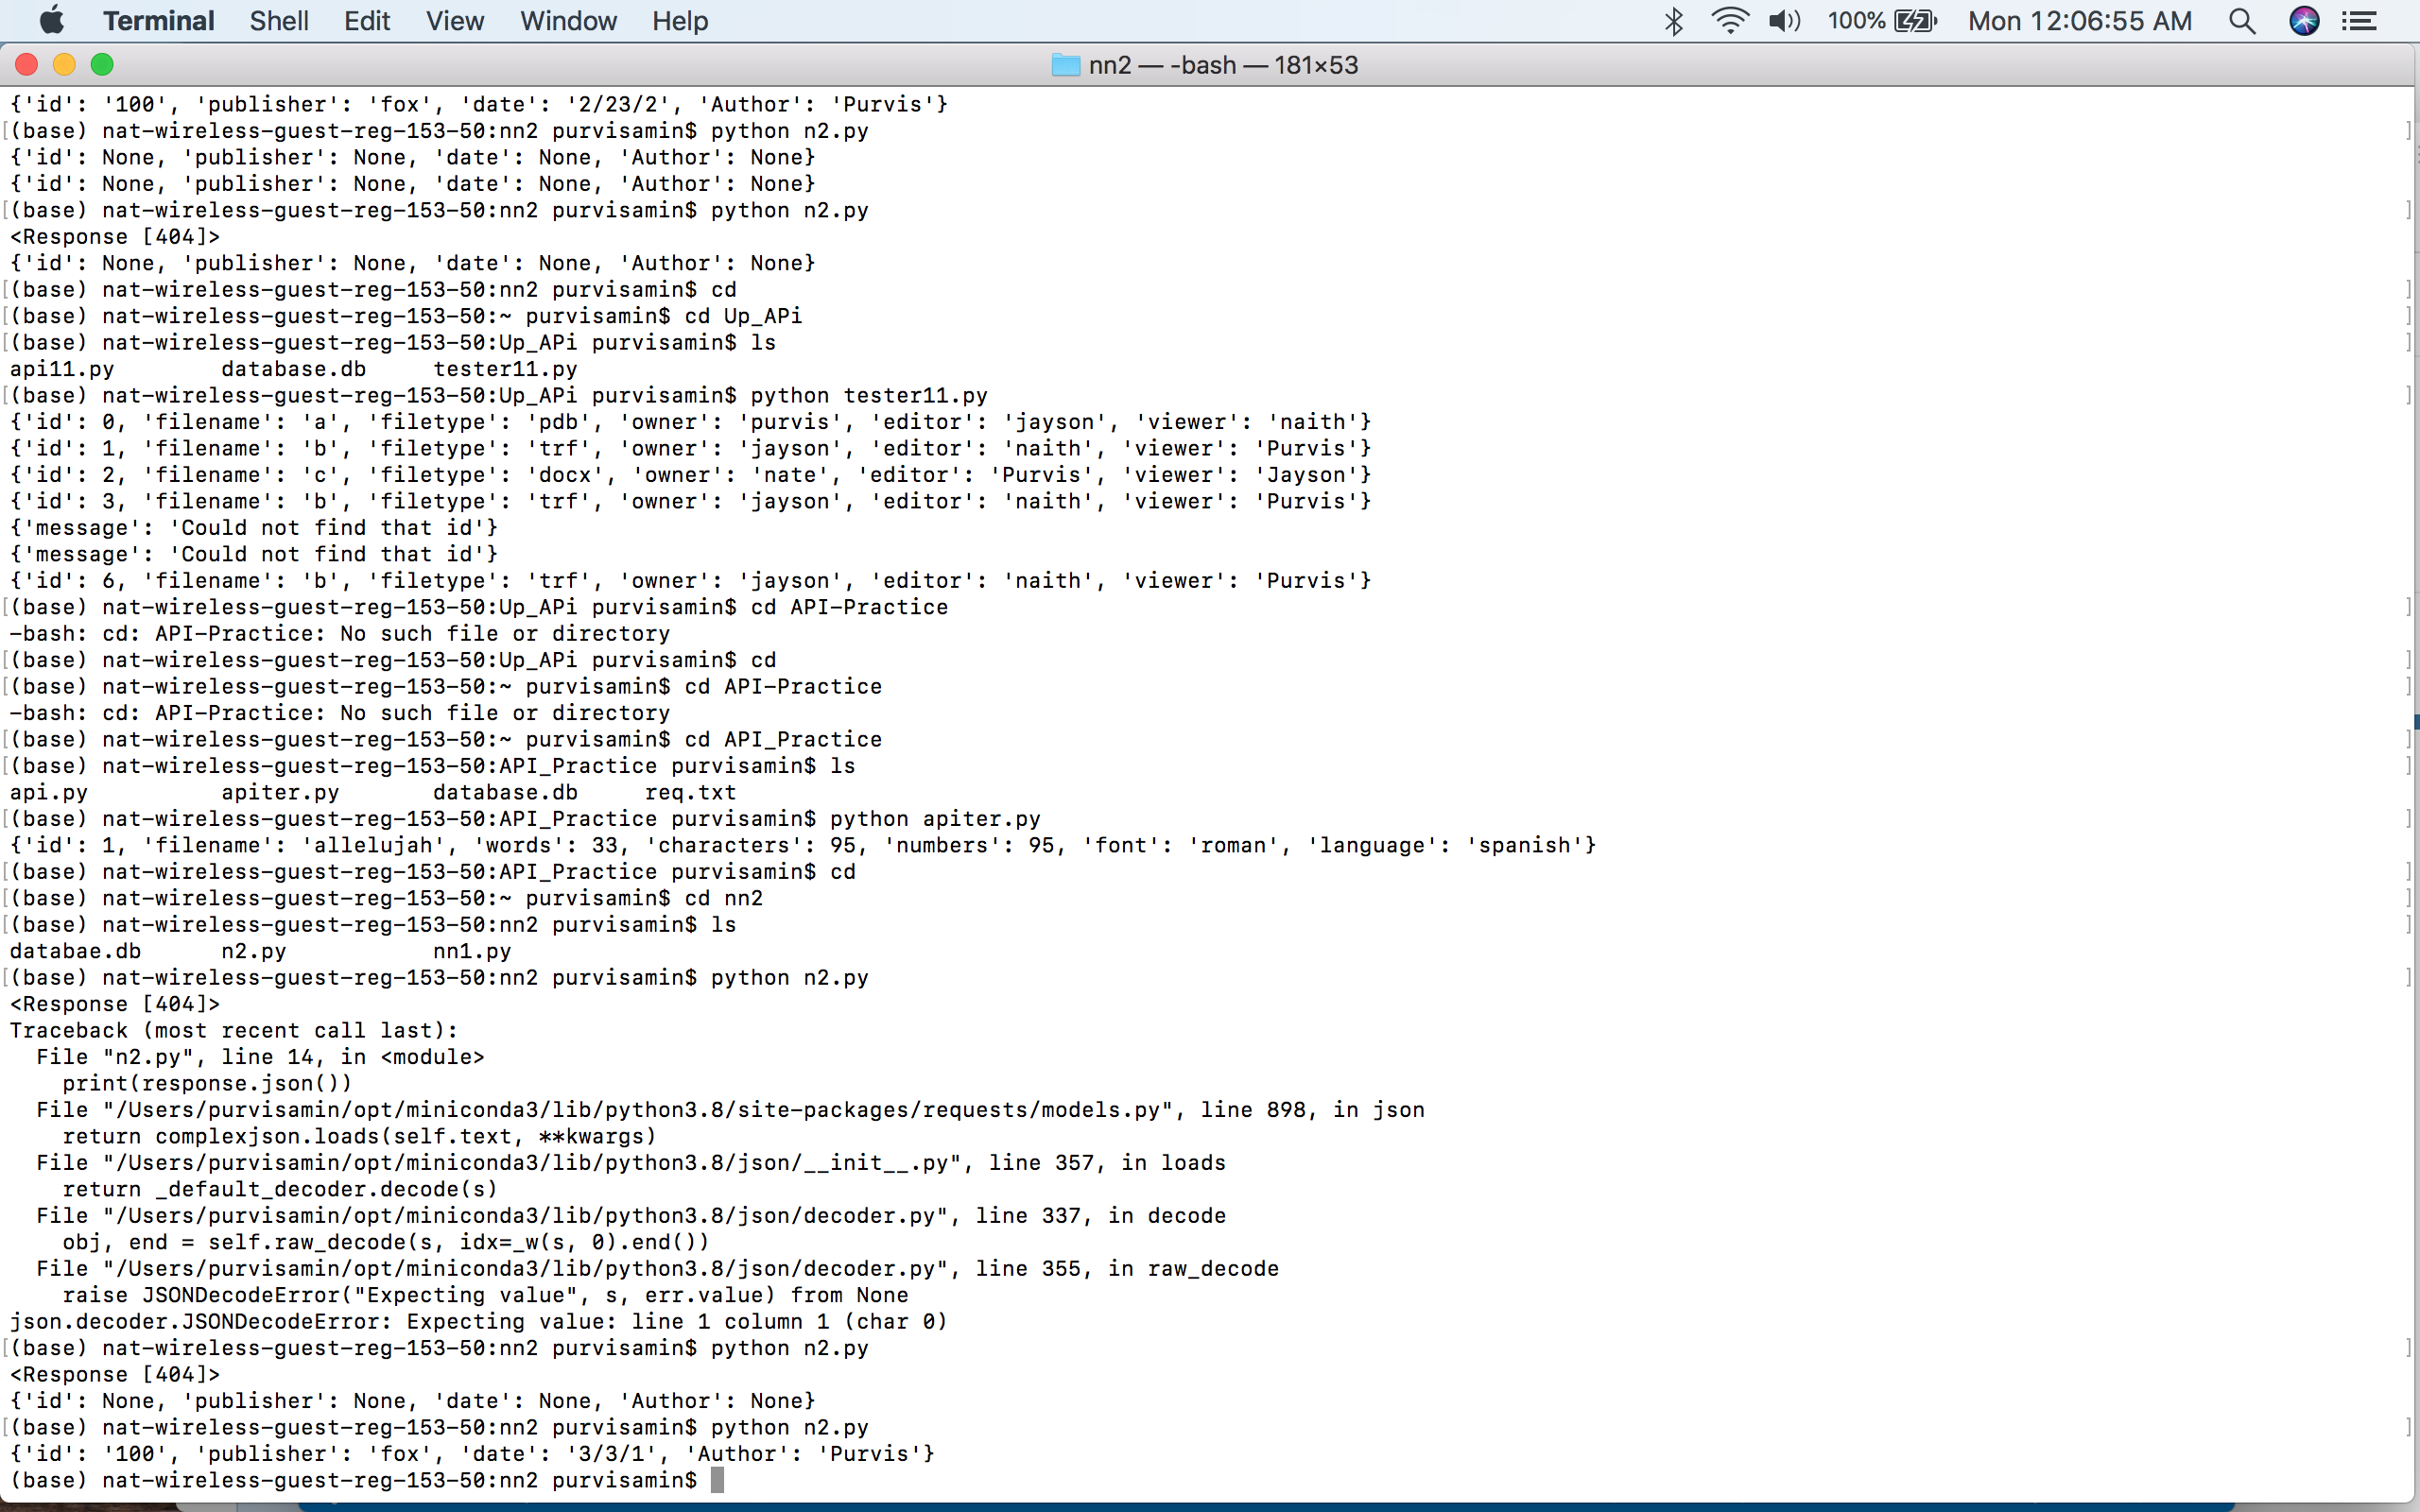 Terminal Shell Edit View Window Help 100% Mon 12:06:55 AM
nn2 — -bash — 181×53
{'id': '100', 'publisher': 'fox', 'date': '2/23/2', 'Author': 'Purvis'}
[(base) nat-wireless-guest-reg-153-50:nn2 purvisamin$ python n2.py ]
{'id': None, 'publisher': None, 'date': None, 'Author': None}
{'id': None, 'publisher': None, 'date': None, 'Author': None}
[(base) nat-wireless-guest-reg-153-50:nn2 purvisamin$ python n2.py ]
<Response [404]>
{'id': None, 'publisher': None, 'date': None, 'Author': None}
[(base) nat-wireless-guest-reg-153-50:nn2 purvisamin$ cd ]
[(base) nat-wireless-guest-reg-153-50:~ purvisamin$ cd Up_APi ]
[(base) nat-wireless-guest-reg-153-50:Up_APi purvisamin$ ls ]
api11.py database.db tester11.py
[(base) nat-wireless-guest-reg-153-50:Up_APi purvisamin$ python tester11.py ]
{'id': 0, 'filename': 'a', 'filetype': 'pdb', 'owner': 'purvis', 'editor': 'jayson', 'viewer': 'naith'}
{'id': 1, 'filename': 'b', 'filetype': 'trf', 'owner': 'jayson', 'editor': 'naith', 'viewer': 'Purvis'}
{'id': 2, 'filename': 'c', 'filetype': 'docx', 'owner': 'nate', 'editor': 'Purvis', 'viewer': 'Jayson'}
{'id': 3, 'filename': 'b', 'filetype': 'trf', 'owner': 'jayson', 'editor': 'naith', 'viewer': 'Purvis'}
{'message': 'Could not find that id'}
{'message': 'Could not find that id'}
{'id': 6, 'filename': 'b', 'filetype': 'trf', 'owner': 'jayson', 'editor': 'naith', 'viewer': 'Purvis'}
[(base) nat-wireless-guest-reg-153-50:Up_APi purvisamin$ cd API-Practice ]
-bash: cd: API-Practice: No such file or directory
[(base) nat-wireless-guest-reg-153-50:Up_APi purvisamin$ cd ]
[(base) nat-wireless-guest-reg-153-50:~ purvisamin$ cd API-Practice ]
-bash: cd: API-Practice: No such file or directory
[(base) nat-wireless-guest-reg-153-50:~ purvisamin$ cd API_Practice ]
[(base) nat-wireless-guest-reg-153-50:API_Practice purvisamin$ ls ]
api.py apiter.py database.db req.txt
[(base) nat-wireless-guest-reg-153-50:API_Practice purvisamin$ python apiter.py ]
{'id': 1, 'filename': 'allelujah', 'words': 33, 'characters': 95, 'numbers': 95, 'font': 'roman', 'language': 'spanish'}
[(base) nat-wireless-guest-reg-153-50:API_Practice purvisamin$ cd ]
[(base) nat-wireless-guest-reg-153-50:~ purvisamin$ cd nn2 ]
[(base) nat-wireless-guest-reg-153-50:nn2 purvisamin$ ls ]
databae.db n2.py nn1.py
[(base) nat-wireless-guest-reg-153-50:nn2 purvisamin$ python n2.py ]
<Response [404]>
Traceback (most recent call last):
File "n2.py", line 14, in <module>
print(response.json())
File "/Users/purvisamin/opt/miniconda3/lib/python3.8/site-packages/requests/models.py", line 898, in json
return complexjson.loads(self.text, **kwargs)
File "/Users/purvisamin/opt/miniconda3/lib/python3.8/json/__init__.py", line 357, in loads
return _default_decoder.decode(s)
File "/Users/purvisamin/opt/miniconda3/lib/python3.8/json/decoder.py", line 337, in decode
obj, end = self.raw_decode(s, idx=_w(s, 0).end())
File "/Users/purvisamin/opt/miniconda3/lib/python3.8/json/decoder.py", line 355, in raw_decode
raise JSONDecodeError("Expecting value", s, err.value) from None
json.decoder.JSONDecodeError: Expecting value: line 1 column 1 (char 0)
[(base) nat-wireless-guest-reg-153-50:nn2 purvisamin$ python n2.py ]
<Response [404]>
{'id': None, 'publisher': None, 'date': None, 'Author': None}
[(base) nat-wireless-guest-reg-153-50:nn2 purvisamin$ python n2.py ]
{'id': '100', 'publisher': 'fox', 'date': '3/3/1', 'Author': 'Purvis'}
(base) nat-wireless-guest-reg-153-50:nn2 purvisamin$